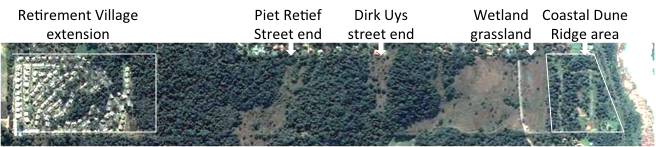 Retirement Village
extension
Piet Retief
Street end
Dirk Uys
street end
Wetland
grassland
Coastal Dune
Ridge area